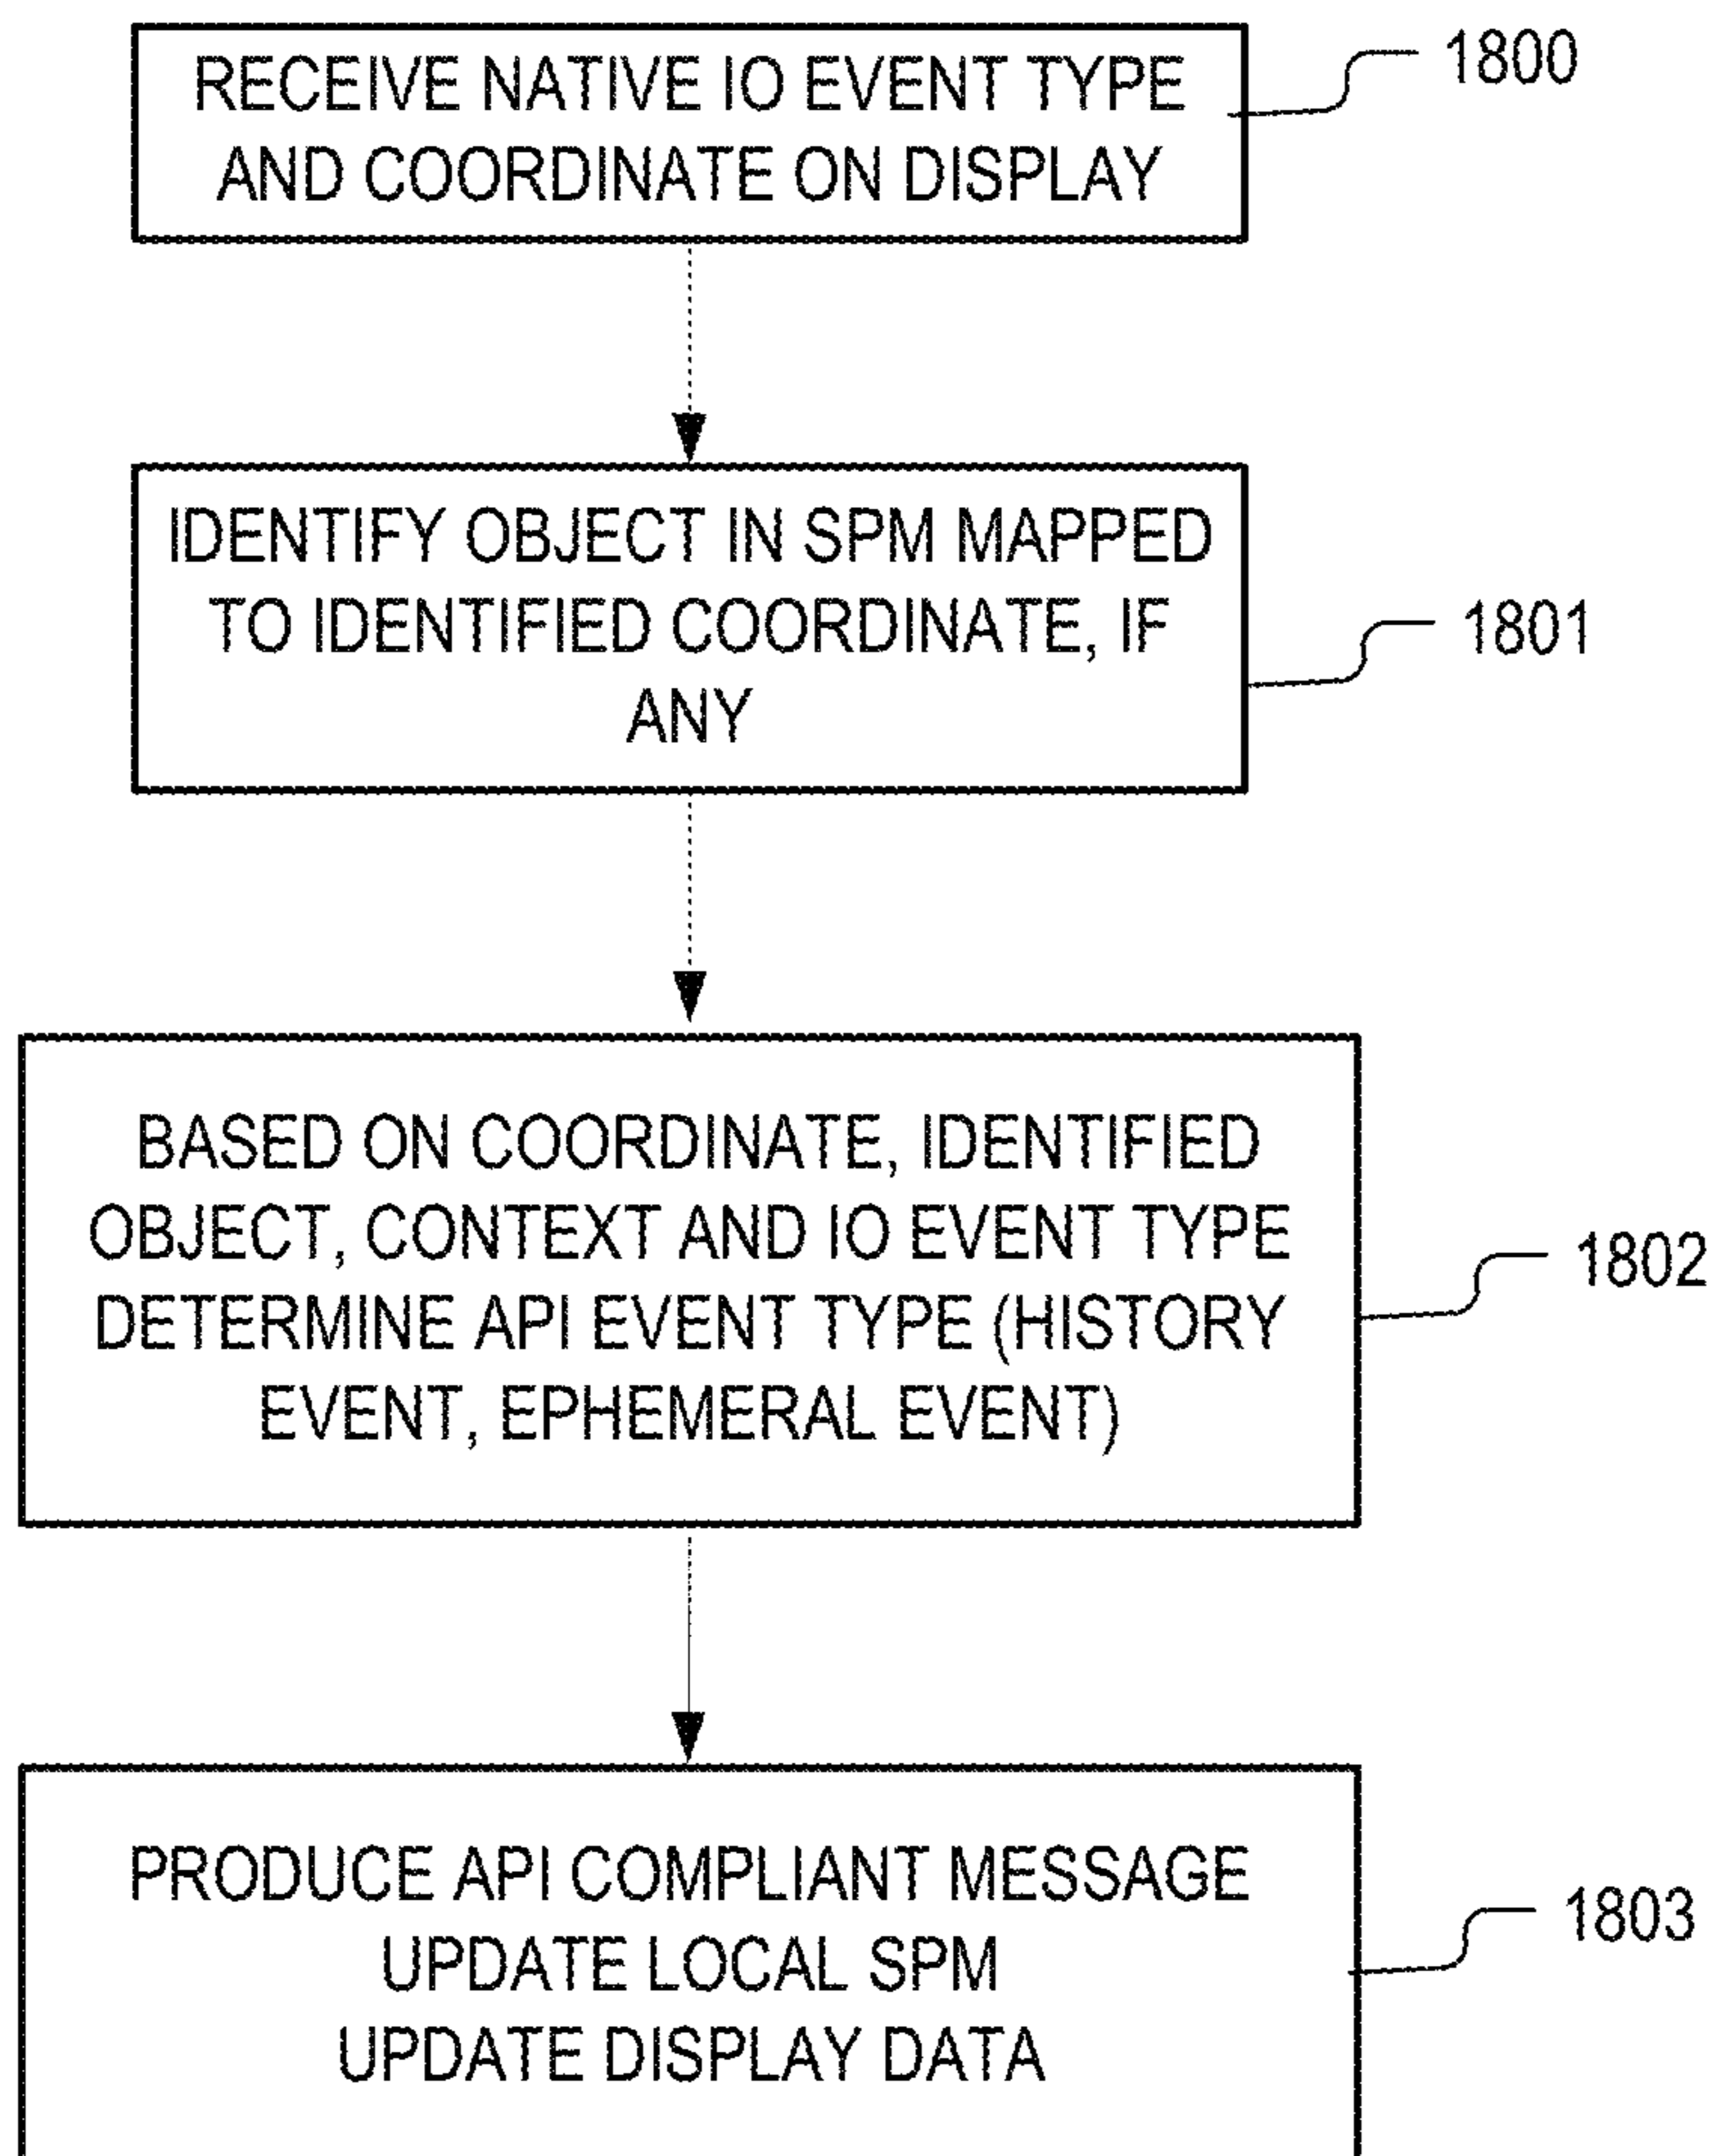 RECEIVE NATIVE IO EVENT TYPE
AND COORDINATE ON DISPLAY
1800
IDENTIFY OBJECT IN SPM MAPPED
TO IDENTIFIED COORDINATE, IF
ANY
1801
BASED ON COORDINATE, IDENTIFIED
OBJECT, CONTEXT AND IO EVENT TYPE
DETERMINE API EVENT TYPE (HISTORY
EVENT, EPHEMERAL EVENT)
1802
PRODUCE API COMPLIANT MESSAGE
UPDATE LOCAL SPM
UPDATE DISPLAY DATA
1803